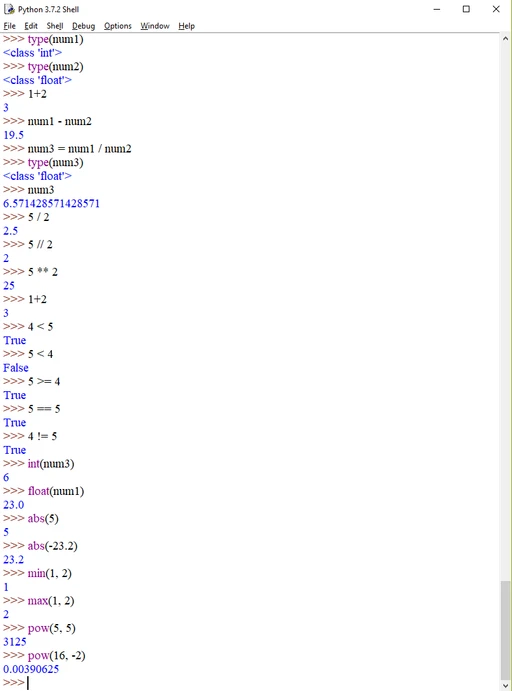 Python 3.7.2 Shell
File Edit Shell Debug Options Window Help
>>> type(num1)
<class 'int'>
>>> type(num2)
<class 'float'>
>>> 1+2
3
>>> num1 - num2
19.5
>>> num3 = num1 / num2
>>> type(num3)
<class 'float'>
>>> num3
6.571428571428571
>>> 5 / 2
2.5
>>> 5 // 2
2
>>> 5 ** 2
25
>>> 1+2
3
>>> 4 < 5
True
>>> 5 < 4
False
>>> 5 >= 4
True
>>> 5 == 5
True
>>> 4 != 5
True
>>> int(num3)
6
>>> float(num1)
23.0
>>> abs(5)
5
>>> abs(-23.2)
23.2
>>> min(1, 2)
1
>>> max(1, 2)
2
>>> pow(5, 5)
3125
>>> pow(16, -2)
0.00390625
>>>